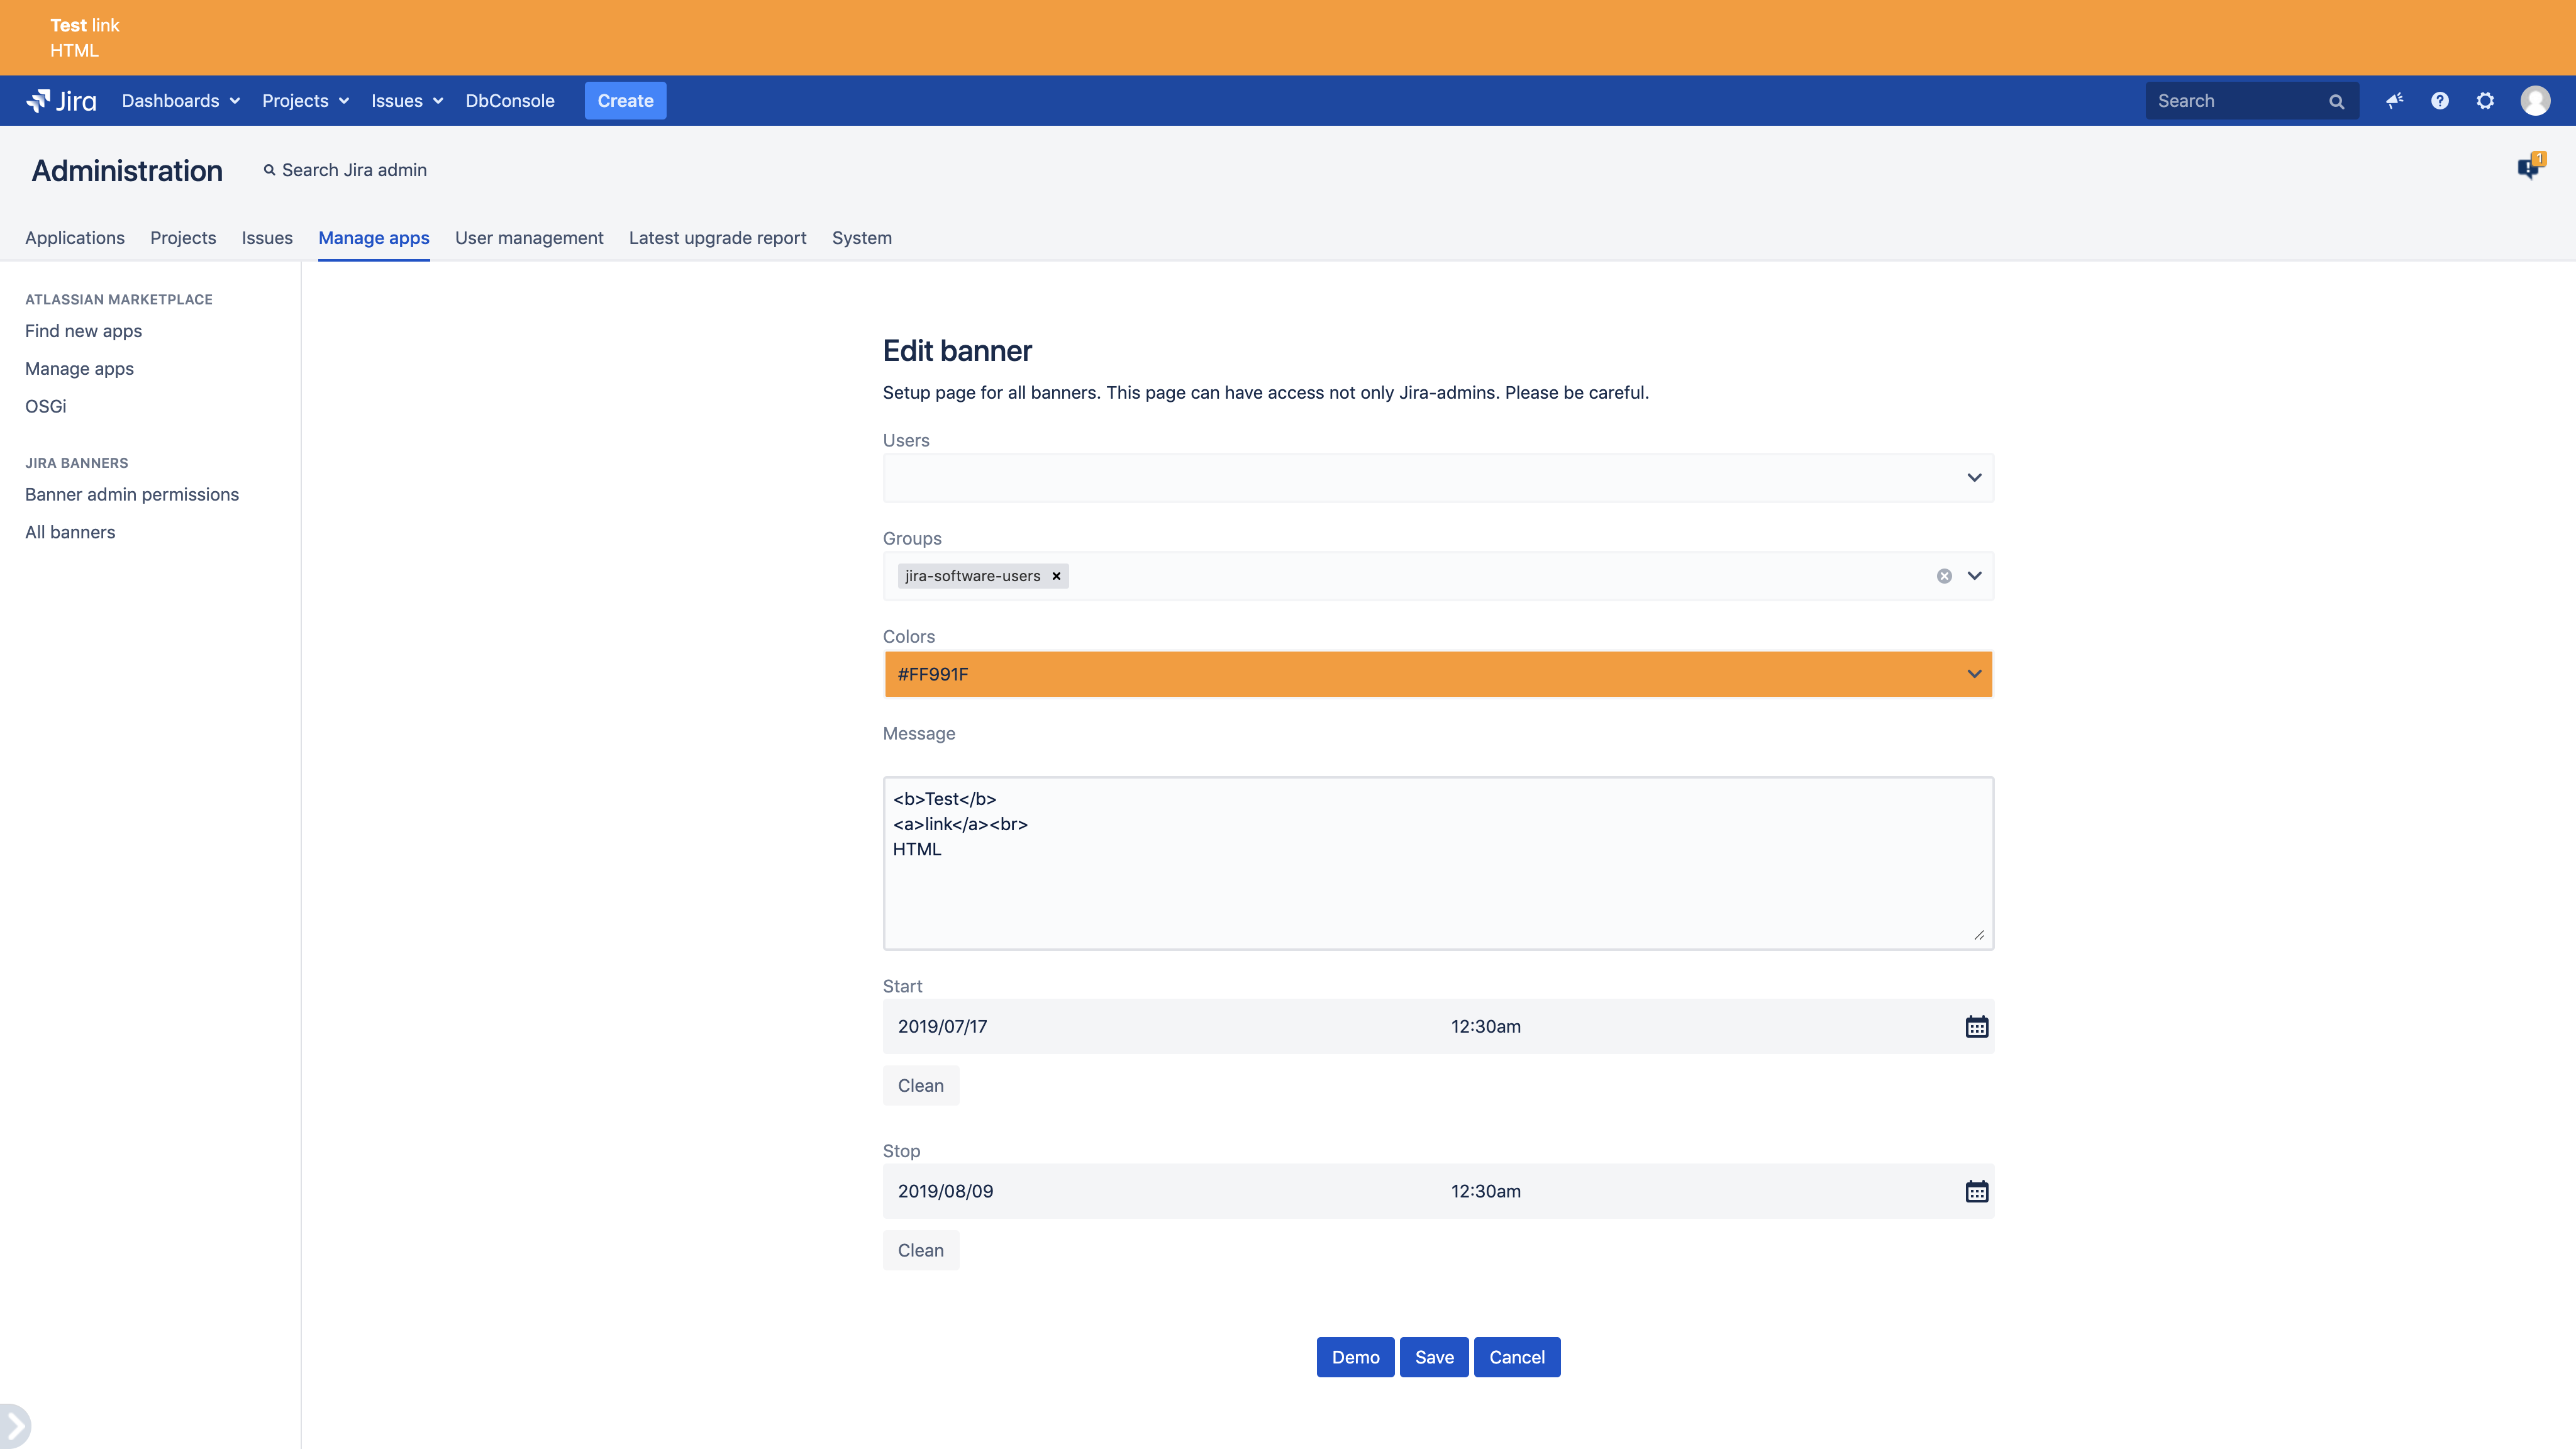 Test link
HTML
Jira Dashboards Projects Issues DbConsole Create Search
Administration Search Jira admin 1
Applications Projects Issues Manage apps User management Latest upgrade report System
ATLASSIAN MARKETPLACE
Find new apps
Manage apps
OSGi
JIRA BANNERS
Banner admin permissions
All banners
Edit banner
Setup page for all banners. This page can have access not only Jira-admins. Please be careful.
Users
Groups
jira-software-users
Colors
#FF991F
Message
<b>Test</b>
<a>link</a><br>
HTML
Start
2019/07/17 12:30am
Clean
Stop
2019/08/09 12:30am
Clean
Demo Save Cancel